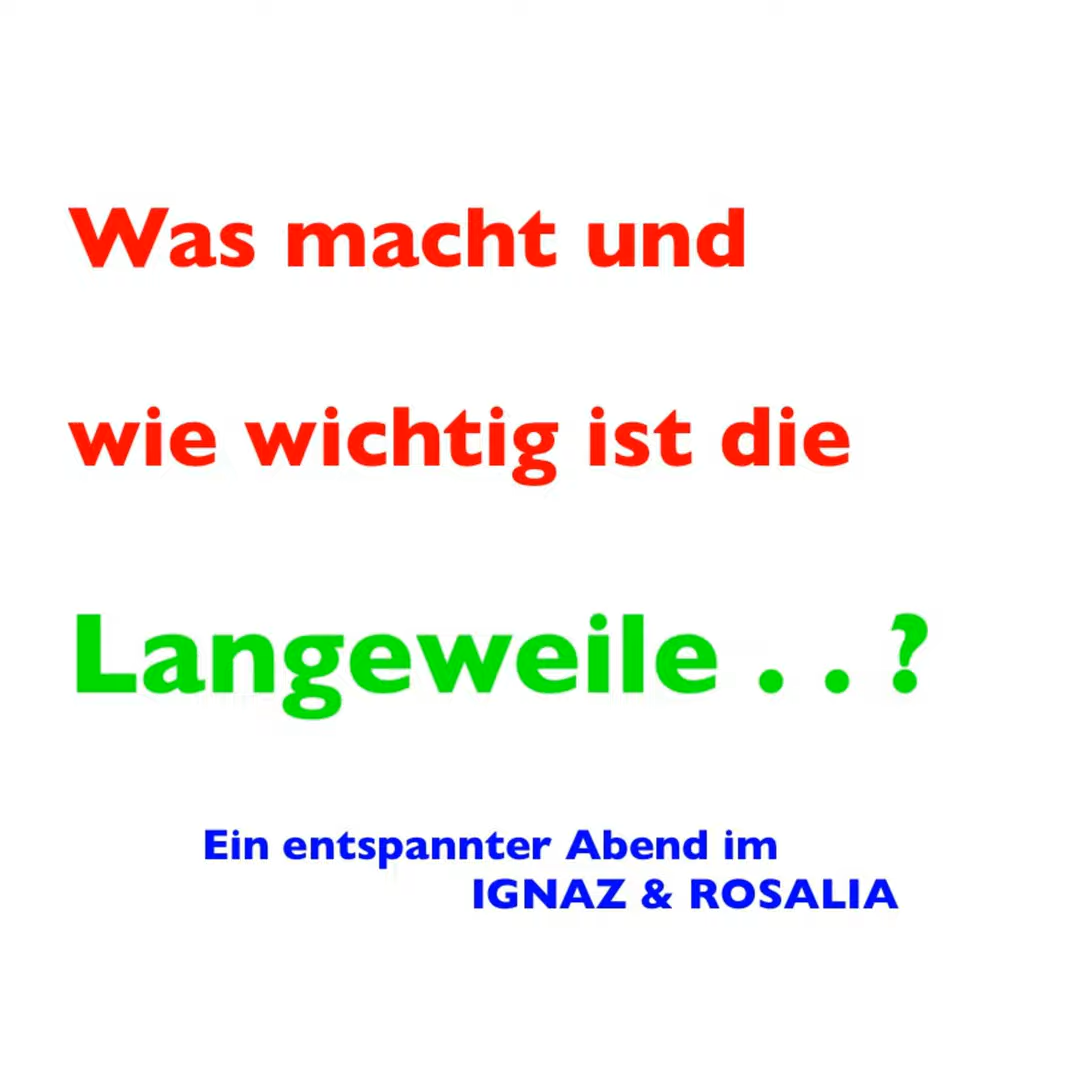 Was macht und
wie wichtig ist die
Langeweile . . ?
Ein entspannter Abend im
IGNAZ & ROSALIA